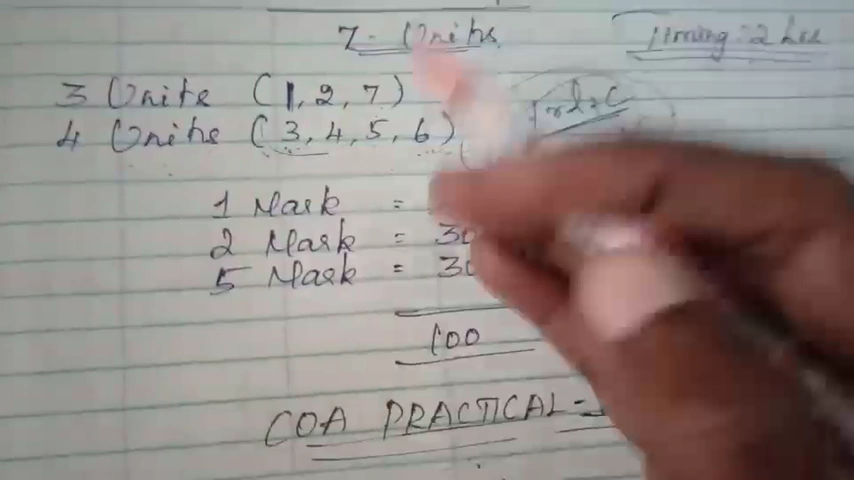 7- Units
Timing: 2 hrs
3 Units (1, 2, 7)
4 Units (3, 4, 5, 6)
1 Mark =
2 Mark = 30
5 Mark = 30
100
COA PRACTICAL -